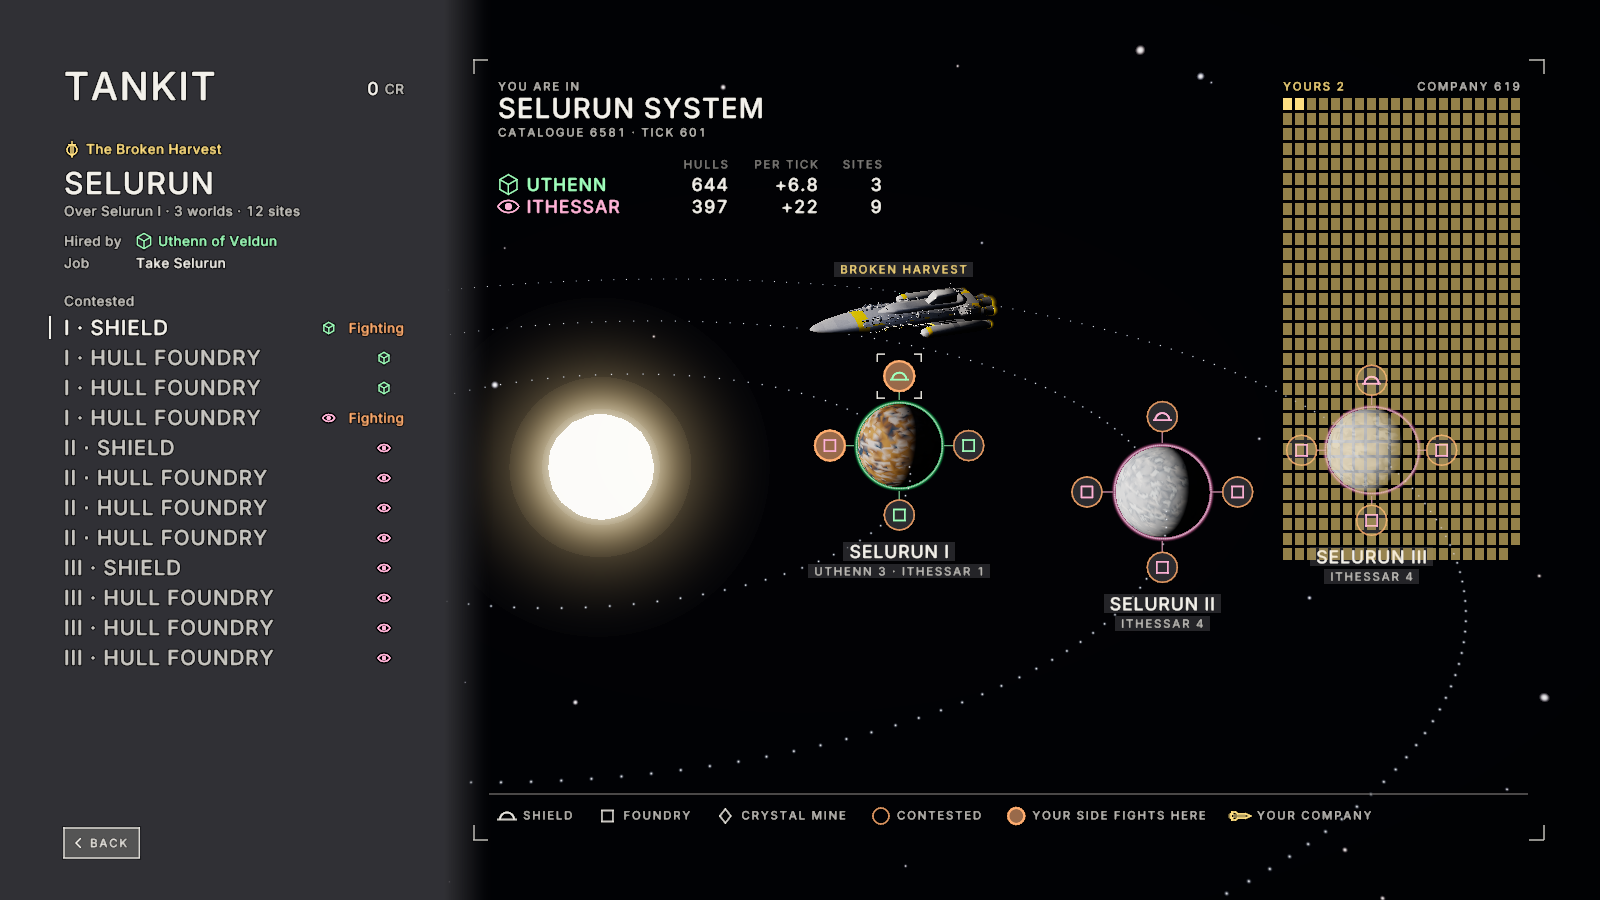 TANKIT
0 CR
The Broken Harvest
SELURUN
Over Selurun I · 3 worlds · 12 sites
Hired by Uthenn of Veldun
Job Take Selurun
Contested
I · SHIELD Fighting
I · HULL FOUNDRY
I · HULL FOUNDRY
I · HULL FOUNDRY Fighting
II · SHIELD
II · HULL FOUNDRY
II · HULL FOUNDRY
II · HULL FOUNDRY
III · SHIELD
III · HULL FOUNDRY
III · HULL FOUNDRY
III · HULL FOUNDRY
BACK
YOU ARE IN
SELURUN SYSTEM
CATALOGUE 6581 · TICK 601
HULLS PER TICK SITES
UTHENN 644 +6.8 3
ITHESSAR 397 +22 9
YOURS 2 COMPANY 619
BROKEN HARVEST
SELURUN I
UTHENN 3 · ITHESSAR 1
SELURUN II
ITHESSAR 4
SELURUN III
ITHESSAR 4
SHIELD FOUNDRY CRYSTAL MINE CONTESTED YOUR SIDE FIGHTS HERE YOUR COMPANY